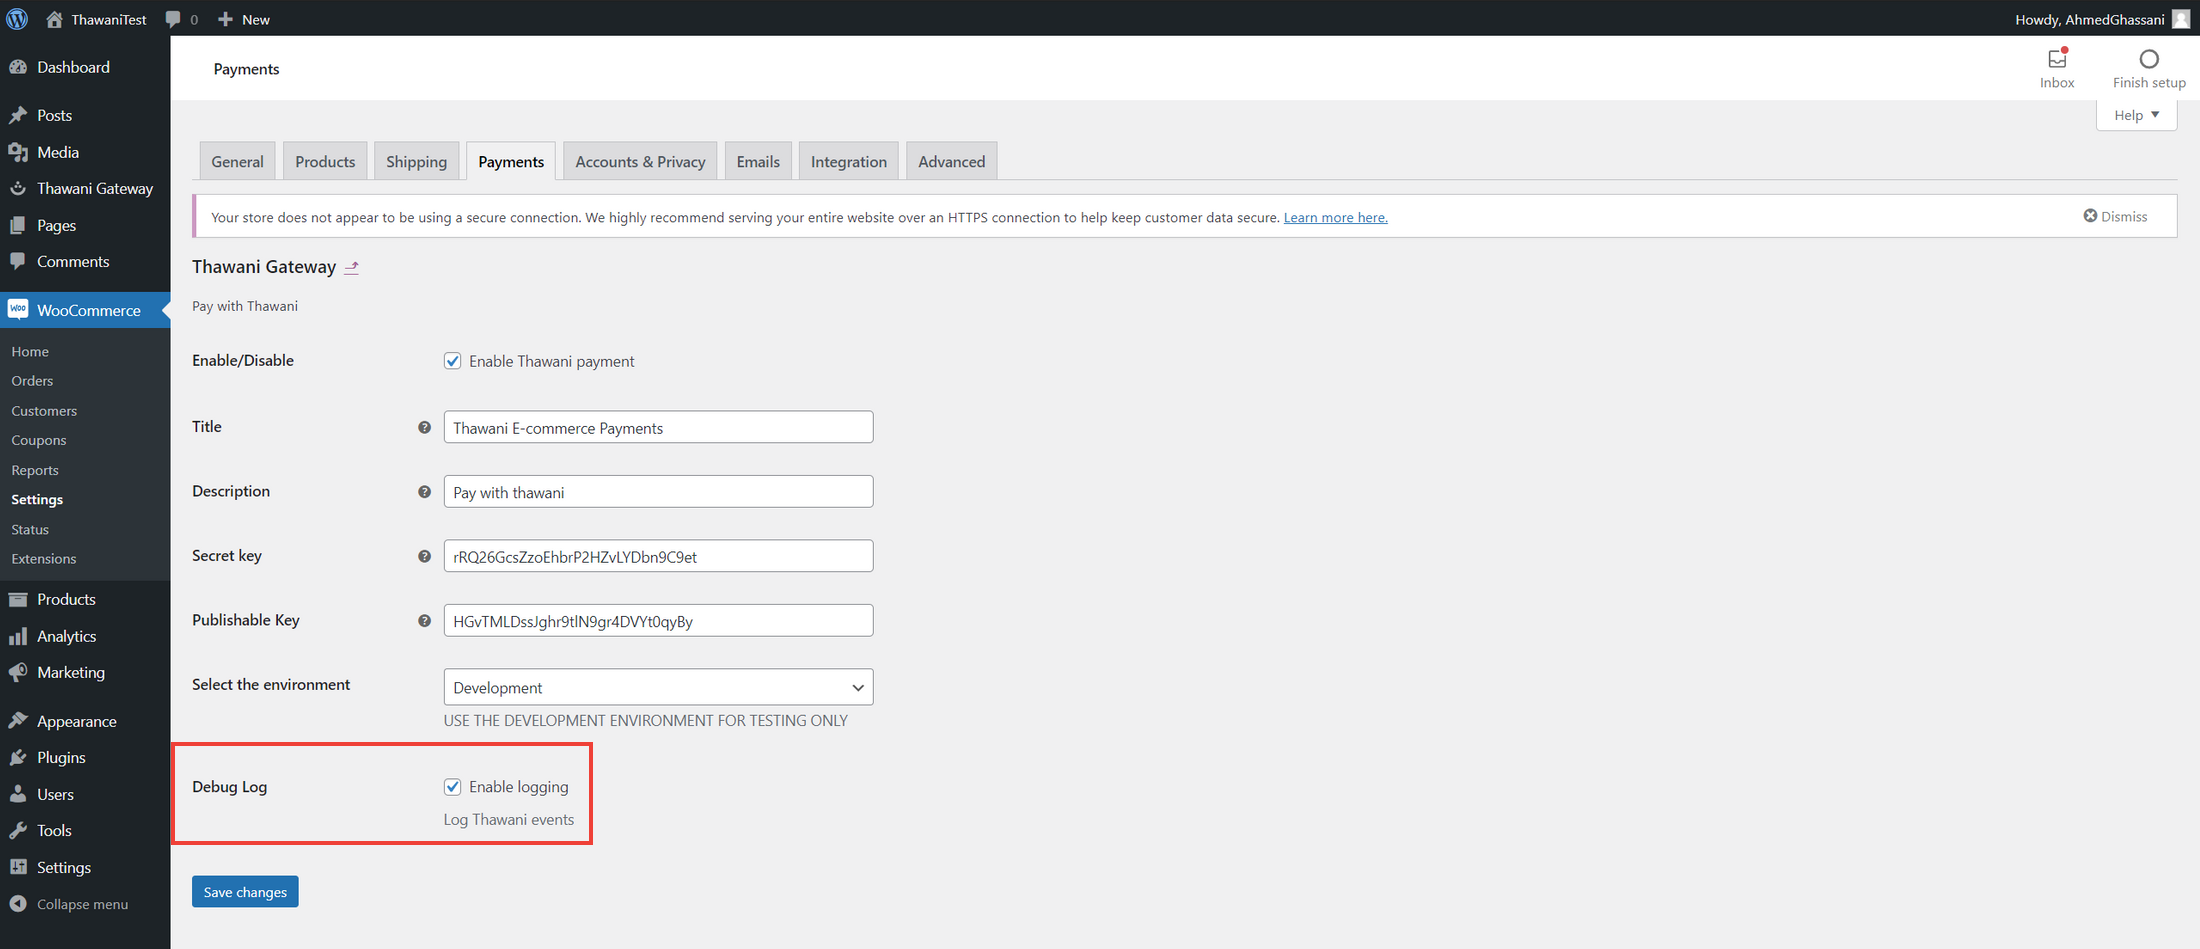 ThawaniTest 0 New Howdy, AhmedGhassani
Dashboard
Posts
Media
Thawani Gateway
Pages
Comments
Woo WooCommerce
Home
Orders
Customers
Coupons
Reports
Settings
Status
Extensions
Products
Analytics
Marketing
Appearance
Plugins
Users
Tools
Settings
Collapse menu
Payments
Inbox
Finish setup
Help
General Products Shipping Payments Accounts & Privacy Emails Integration Advanced
Your store does not appear to be using a secure connection. We highly recommend serving your entire website over an HTTPS connection to help keep customer data secure. Learn more here. Dismiss
Thawani Gateway
Pay with Thawani
Enable/Disable Enable Thawani payment
Title ? Thawani E-commerce Payments
Description ? Pay with thawani
Secret key ? rRQ26GcsZzoEhbrP2HZvLYDbn9C9et
Publishable Key ? HGvTMLDssJghr9tlN9gr4DVYt0qyBy
Select the environment Development
USE THE DEVELOPMENT ENVIRONMENT FOR TESTING ONLY
Debug Log Enable logging
Log Thawani events
Save changes